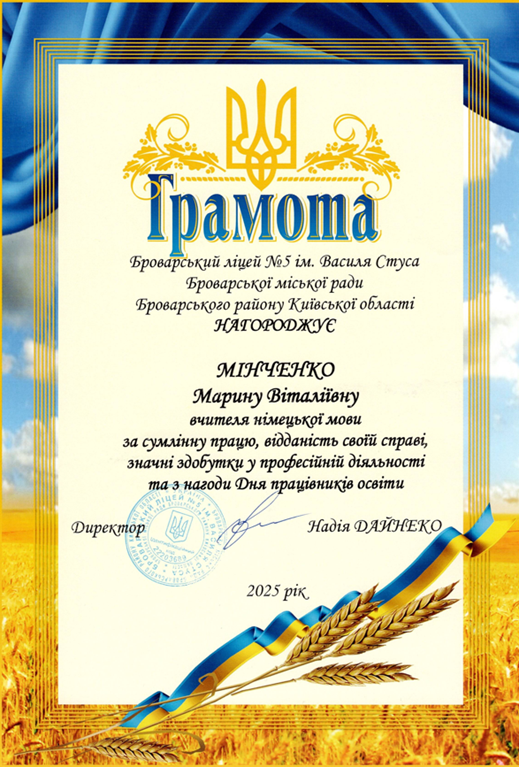 Грамота
Броварський ліцей №5 ім. Василя Стуса
Броварської міської ради
Броварського району Київської області
НАГОРОДЖУЄ
МІНЧЕНКО
Марину Віталіївну
вчителя німецької мови
за сумлінну працю, відданість своїй справі,
значні здобутки у професійній діяльності
та з нагоди Дня працівників освіти
Директор Надія ДАЙНЕКО
2025 рік